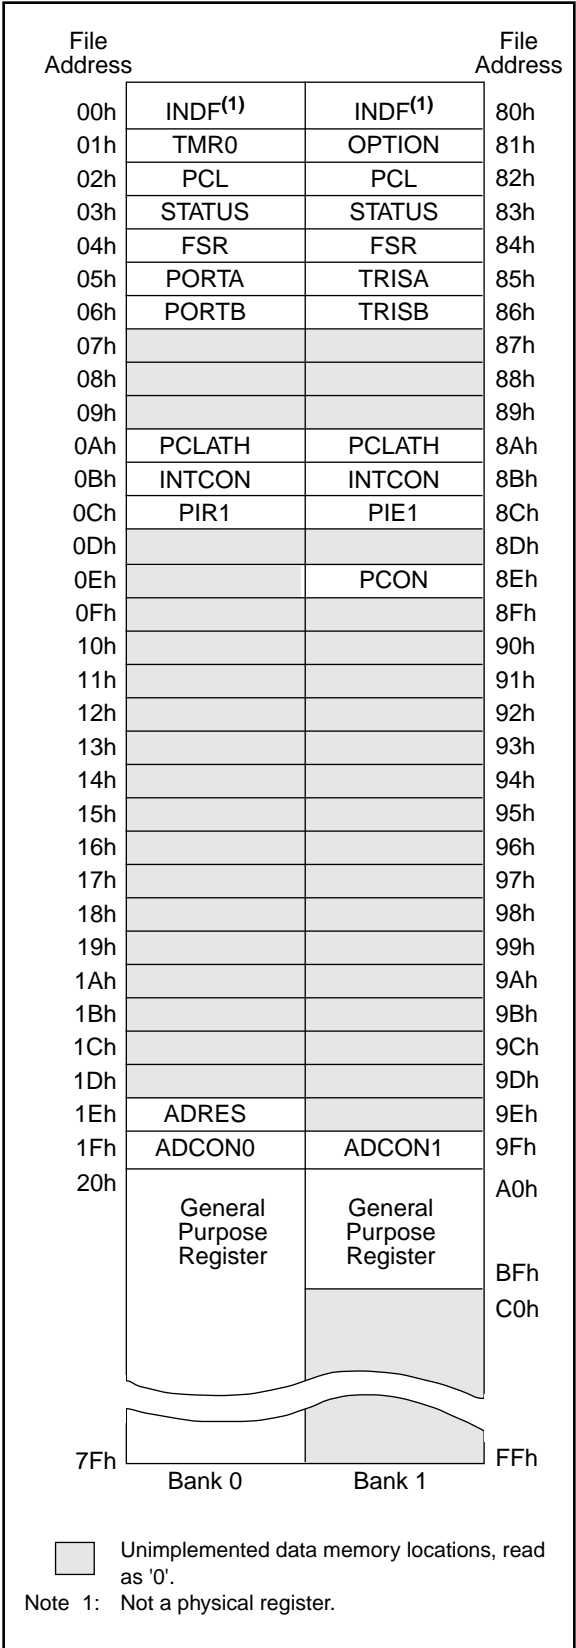 File Address File Address
00h INDF(1) INDF(1) 80h
01h TMR0 OPTION 81h
02h PCL PCL 82h
03h STATUS STATUS 83h
04h FSR FSR 84h
05h PORTA TRISA 85h
06h PORTB TRISB 86h
07h 87h
08h 88h
09h 89h
0Ah PCLATH PCLATH 8Ah
0Bh INTCON INTCON 8Bh
0Ch PIR1 PIE1 8Ch
0Dh 8Dh
0Eh PCON 8Eh
0Fh 8Fh
10h 90h
11h 91h
12h 92h
13h 93h
14h 94h
15h 95h
16h 96h
17h 97h
18h 98h
19h 99h
1Ah 9Ah
1Bh 9Bh
1Ch 9Ch
1Dh 9Dh
1Eh ADRES 9Eh
1Fh ADCON0 ADCON1 9Fh
20h A0h
General General
Purpose Purpose
Register Register
BFh
C0h
7Fh FFh
Bank 0 Bank 1
Unimplemented data memory locations, read
as '0'.
Note 1: Not a physical register.